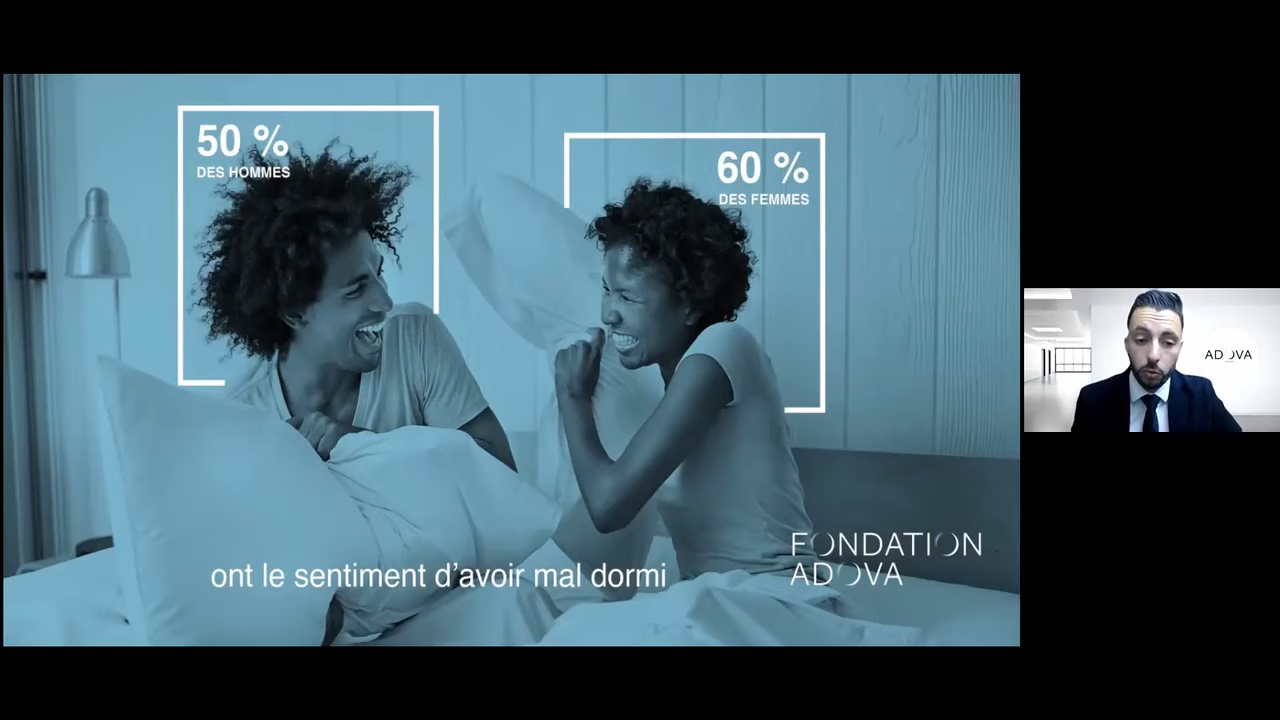 50 %
DES HOMMES
60 %
DES FEMMES
ont le sentiment d'avoir mal dormi
FONDATION
ADOVA
ADOVA